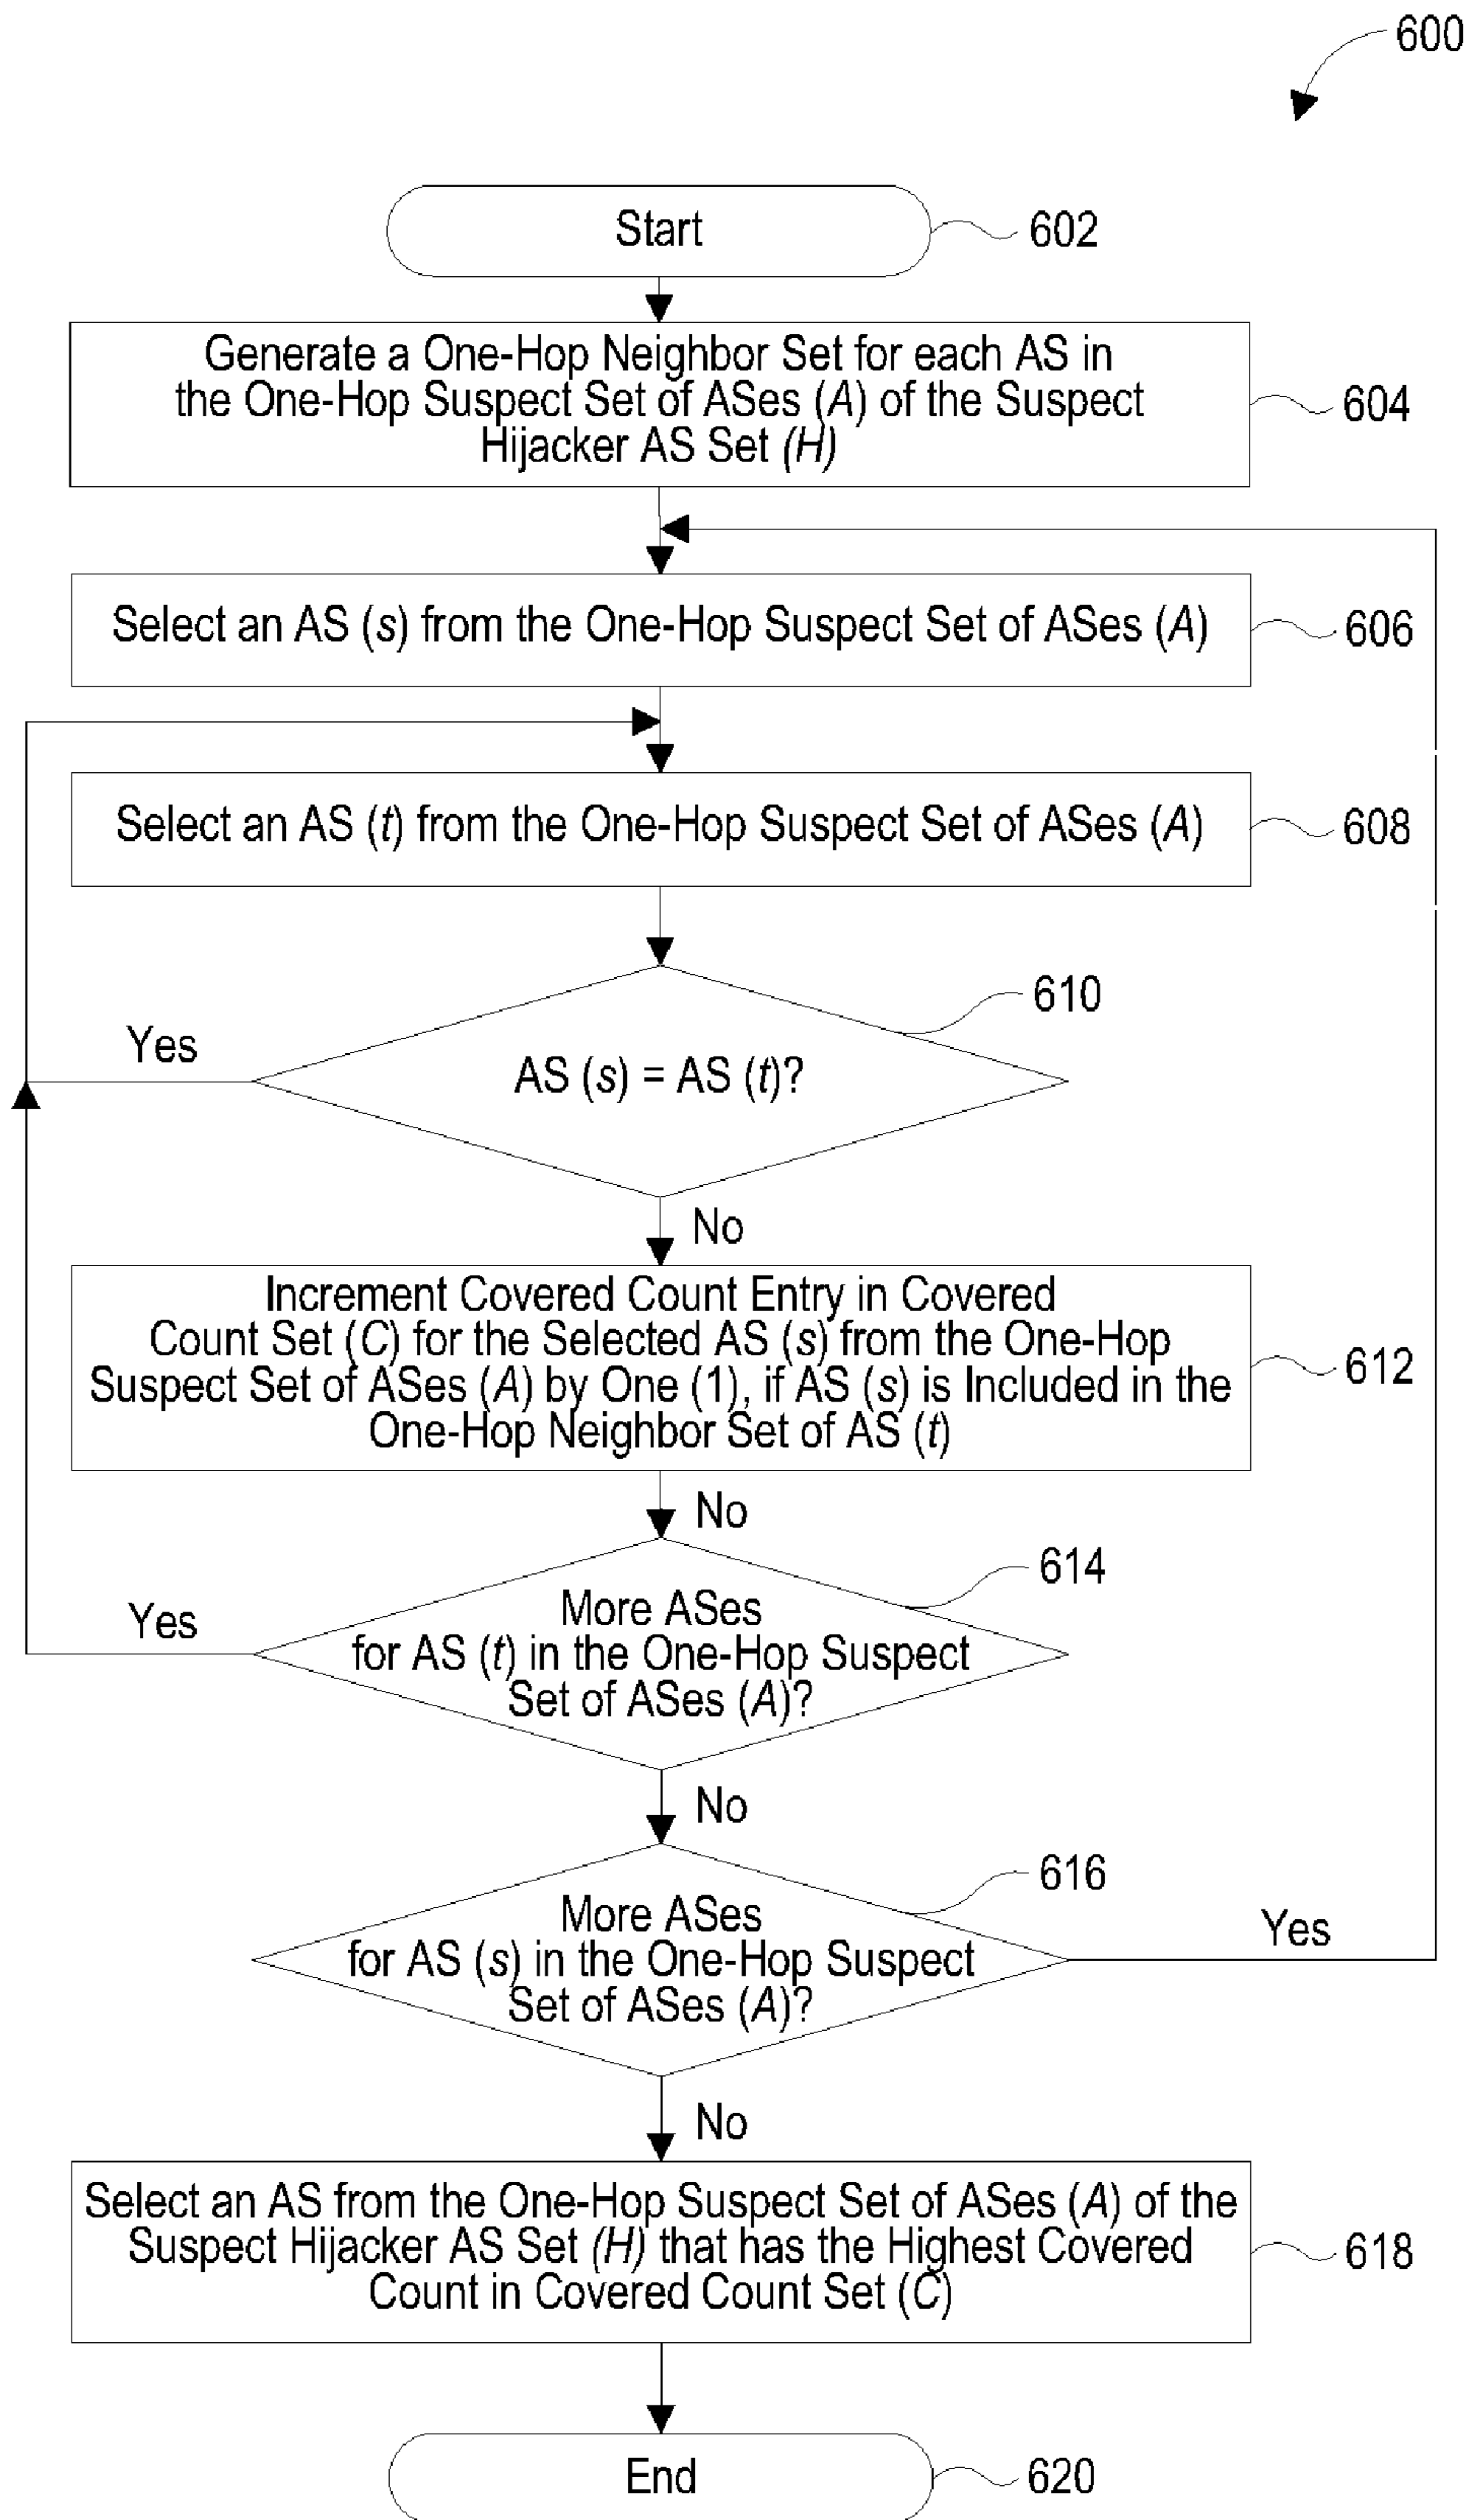 600
Start
602
Generate a One-Hop Neighbor Set for each AS in
the One-Hop Suspect Set of ASes (A) of the Suspect
Hijacker AS Set (H)
604
Select an AS (s) from the One-Hop Suspect Set of ASes (A)
606
Select an AS (t) from the One-Hop Suspect Set of ASes (A)
608
610
Yes
AS (s) = AS (t)?
No
Increment Covered Count Entry in Covered
Count Set (C) for the Selected AS (s) from the One-Hop
Suspect Set of ASes (A) by One (1), if AS (s) is Included in the
One-Hop Neighbor Set of AS (t)
612
No
614
Yes
More ASes
for AS (t) in the One-Hop Suspect
Set of ASes (A)?
No
616
More ASes
for AS (s) in the One-Hop Suspect
Set of ASes (A)?
Yes
No
Select an AS from the One-Hop Suspect Set of ASes (A) of the
Suspect Hijacker AS Set (H) that has the Highest Covered
Count in Covered Count Set (C)
618
End
620